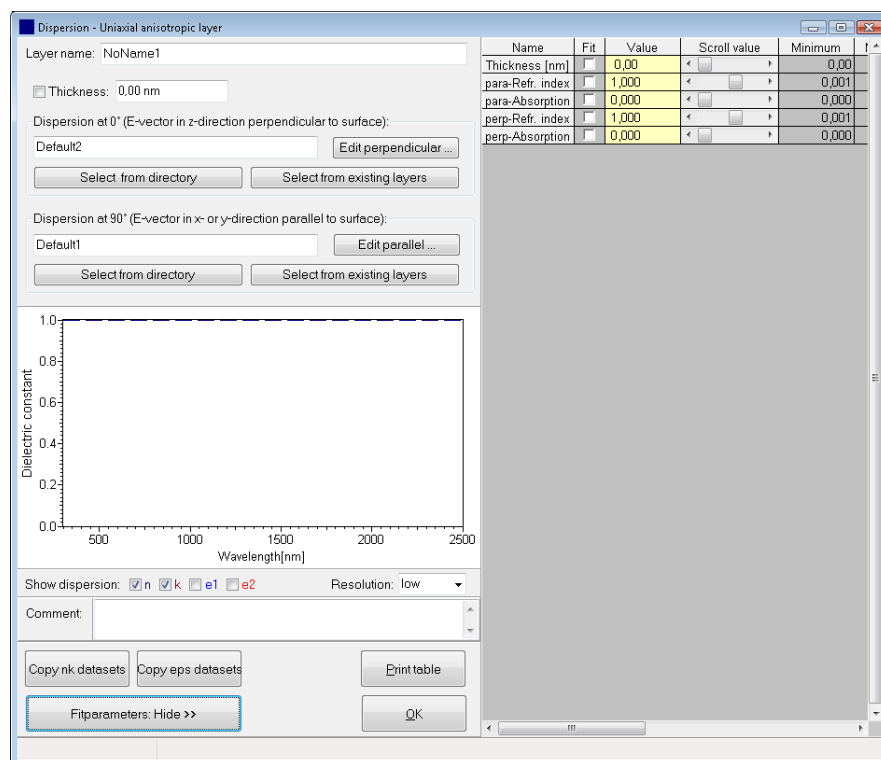 Dispersion - Uniaxial anisotropic layer
Layer name: NoName1
Thickness: 0,00 nm
Dispersion at 0° (E-vector in z-direction perpendicular to surface):
Default2 Edit perpendicular ...
Select from directory Select from existing layers
Dispersion at 90° (E-vector in x- or y-direction parallel to surface):
Default1 Edit parallel ...
Select from directory Select from existing layers
Dielectric constant
1.0
0.8
0.6
0.4
0.2
0.0
500 1000 1500 2000 2500
Wavelength[nm]
Show dispersion: n k e1 e2 Resolution: low
Comment:
Copy nk datasets Copy eps datasets Print table
Fitparameters: Hide >> OK
Name Fit Value Scroll value Minimum
Thickness [nm] 0,00 0,00
para-Refr. index 1,000 0,001
para-Absorption 0,000 0,000
perp-Refr. index 1,000 0,001
perp-Absorption 0,000 0,000